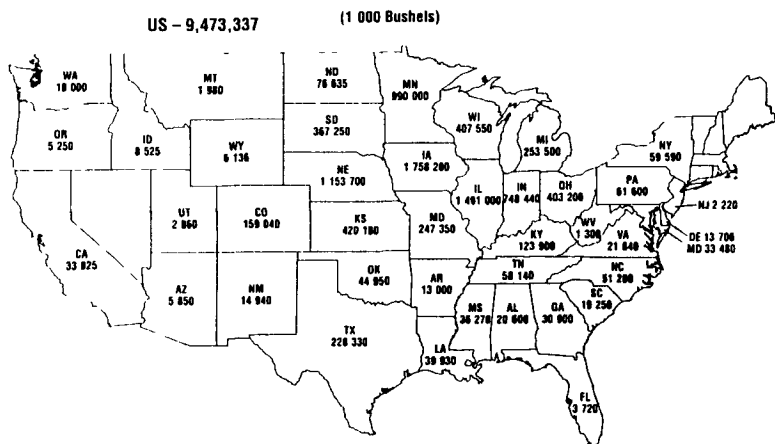 US – 9,473,337
(1 000 Bushels)
WA
18 000
MT
1 980
ND
76 635
MN
990 000
OR
5 250
ID
8 525
WY
6 136
SD
367 250
WI
407 550
MI
253 500
NY
59 590
NE
1 153 700
IA
1 758 200
IL
1 491 000
IN
748 440
OH
403 200
PA
61 600
NJ 2 220
UT
2 860
CO
159 040
KS
420 180
MO
247 350
KY
123 900
WV
1 300
VA
21 840
DE 13 706
MD 33 480
CA
33 825
AZ
5 850
NM
14 940
OK
44 950
AR
13 000
TN
58 140
NC
51 200
SC
19 250
MS
36 270
AL
20 600
GA
30 900
TX
228 330
LA
39 930
FL
3 720